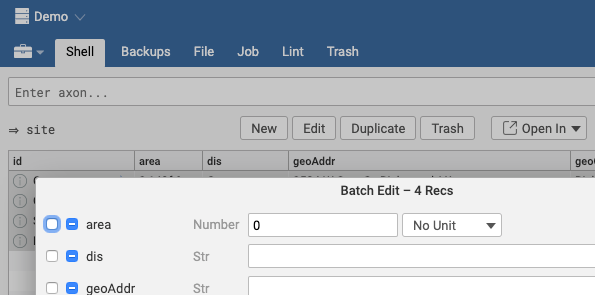 Demo
Shell Backups File Job Lint Trash
Enter axon...
⇒ site New Edit Duplicate Trash Open In
id area dis geoAddr
Batch Edit – 4 Recs
area Number 0 No Unit
dis Str
geoAddr Str